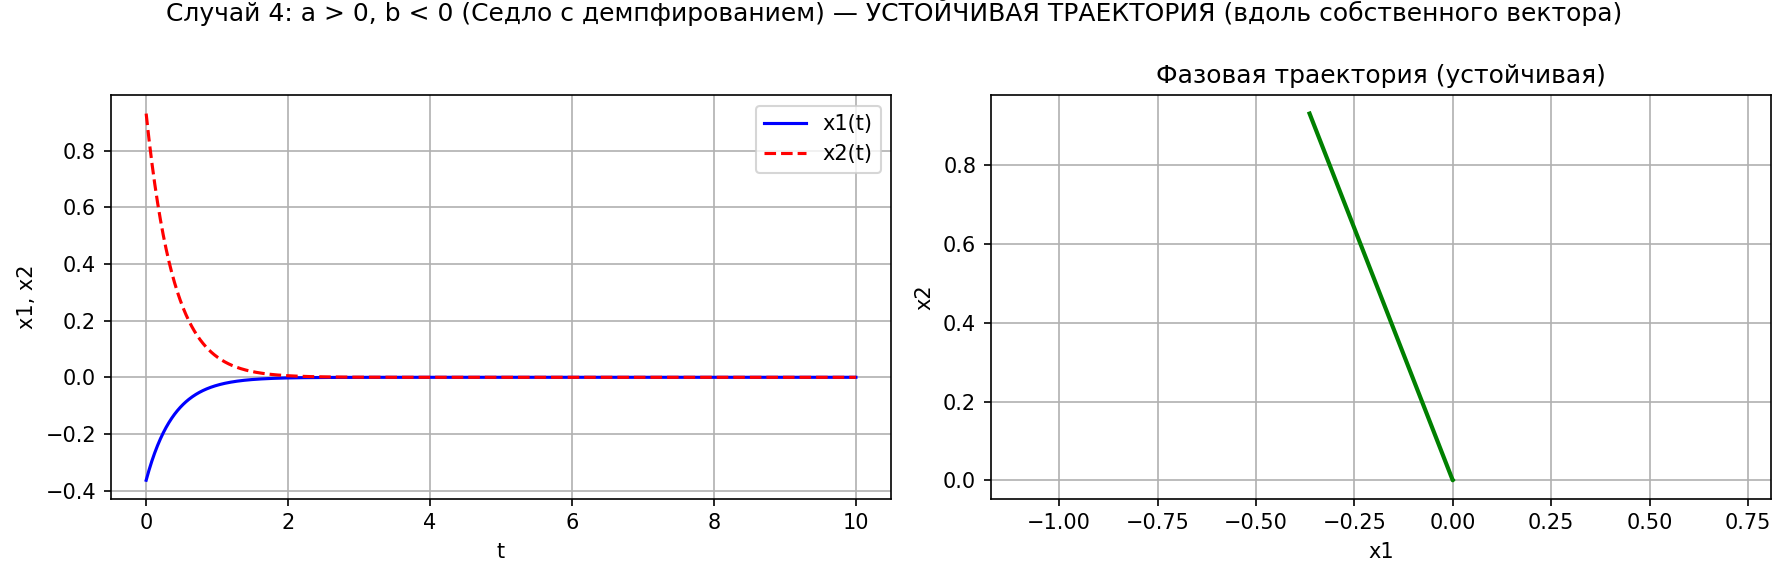 Случай 4: a > 0, b < 0 (Седло с демпфированием) — УСТОЙЧИВАЯ ТРАЕКТОРИЯ (вдоль собственного вектора)
x1(t)
x2(t)
0.8
0.6
0.4
0.2
0.0
−0.2
−0.4
x1, x2
0 2 4 6 8 10
t
Фазовая траектория (устойчивая)
0.8
0.6
0.4
0.2
0.0
x2
−1.00 −0.75 −0.50 −0.25 0.00 0.25 0.50 0.75
x1